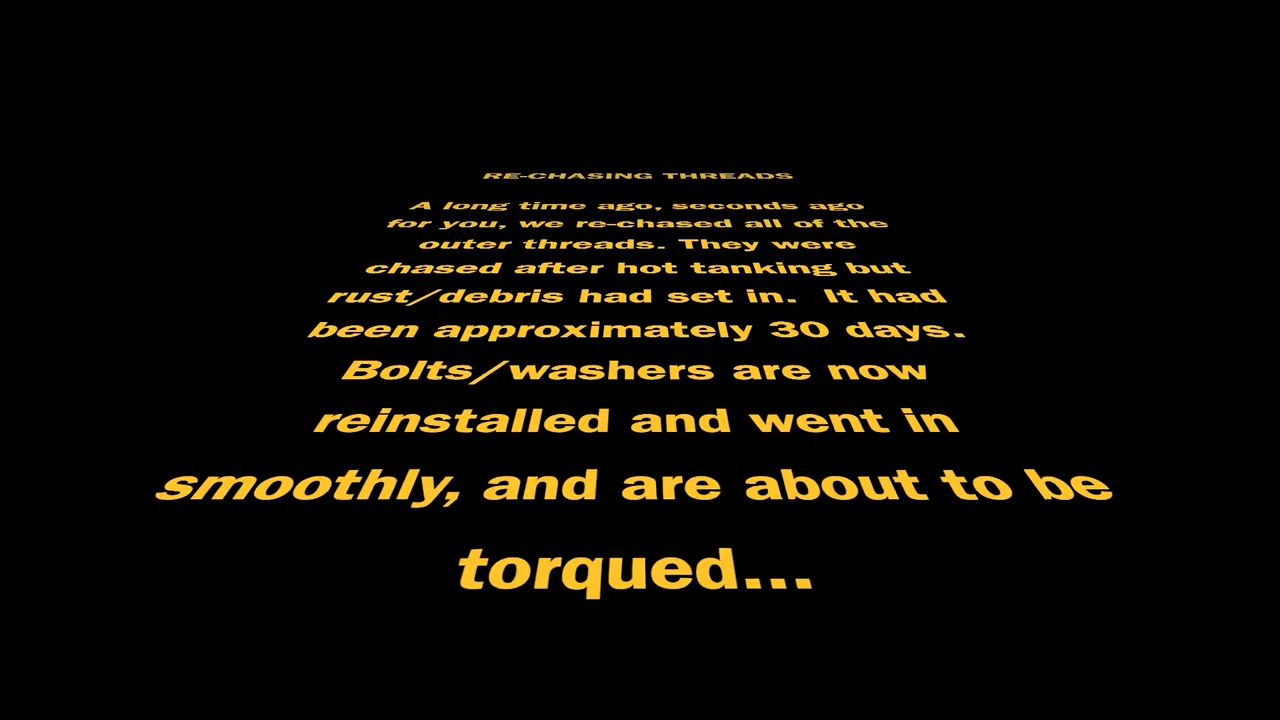 RE-CHASING THREADS
A long time ago, seconds ago
for you, we re-chased all of the
outer threads. They were
chased after hot tanking but
rust/debris had set in.  It had
been approximately 30 days.
Bolts/washers are now
reinstalled and went in
smoothly, and are about to be
torqued...